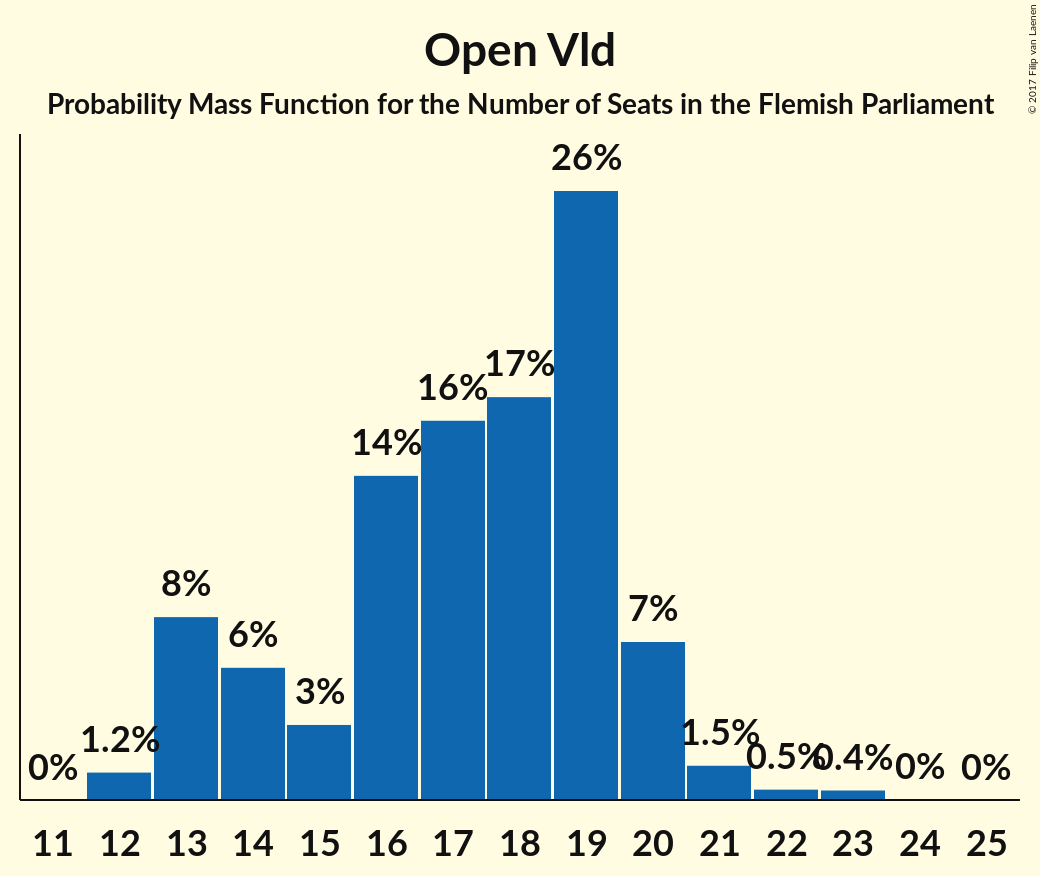 Open Vld
Probability Mass Function for the Number of Seats in the Flemish Parliament
© 2017 Filip van Laenen
0% 1.2% 8% 6% 3% 14% 16% 17% 26% 7% 1.5% 0.5% 0.4% 0% 0%
11 12 13 14 15 16 17 18 19 20 21 22 23 24 25